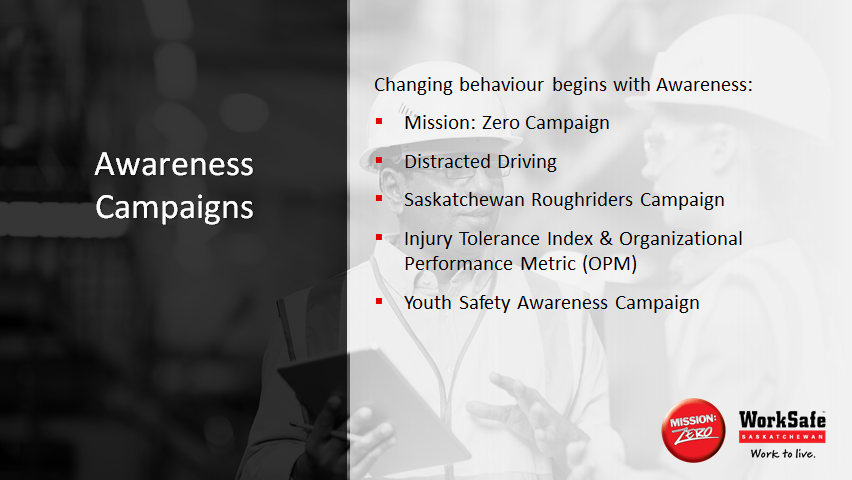 Awareness
Campaigns
Changing behaviour begins with Awareness:
Mission: Zero Campaign
Distracted Driving
Saskatchewan Roughriders Campaign
Injury Tolerance Index & Organizational
Performance Metric (OPM)
Youth Safety Awareness Campaign
MISSION:
ZERO
WorkSafe
SASKATCHEWAN
Work to live.